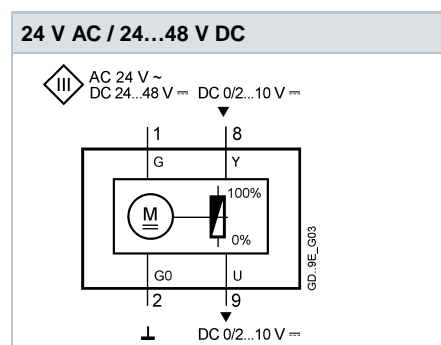 24 V AC / 24…48 V DC
III
AC 24 V ~
DC 24...48 V ⎓ DC 0/2...10 V ⎓
1 8
G Y
100%
M
0%
G0 U
2 9
DC 0/2...10 V ⎓
GD..9E_G03